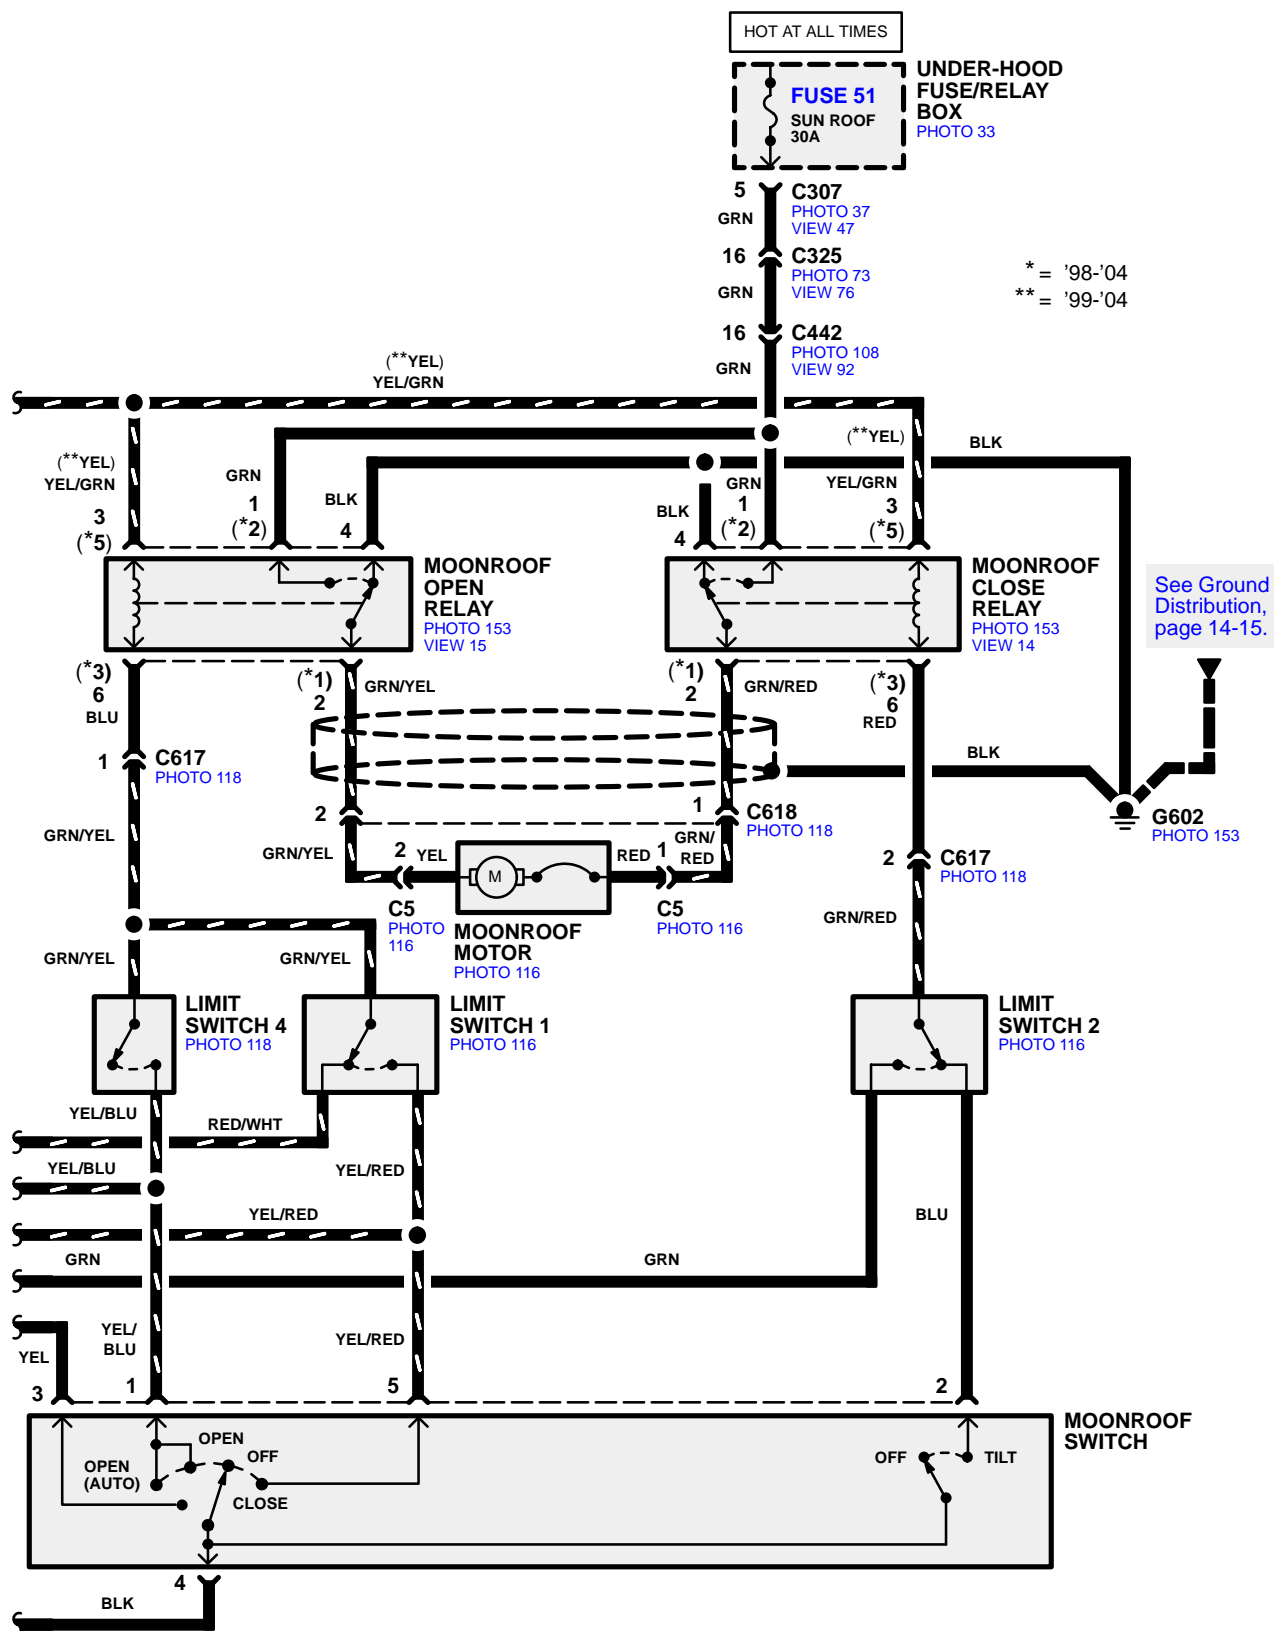 HOT AT ALL TIMES
UNDER-HOOD
FUSE/RELAY
BOX
PHOTO 33
FUSE 51
SUN ROOF
30A
5
C307
PHOTO 37
VIEW 47
GRN
16
C325
PHOTO 73
VIEW 76
GRN
* = '98-'04
** = '99-'04
16
C442
PHOTO 108
VIEW 92
GRN
(**YEL)
YEL/GRN
(**YEL)
YEL/GRN
3
(*5)
GRN
1
(*2)
BLK
4
BLK
4
GRN
1
(*2)
(**YEL)
YEL/GRN
3
(*5)
BLK
MOONROOF
OPEN
RELAY
PHOTO 153
VIEW 15
MOONROOF
CLOSE
RELAY
PHOTO 153
VIEW 14
See Ground
Distribution,
page 14-15.
(*3)
6
BLU
(*1)
2
GRN/YEL
(*1)
2
GRN/RED
(*3)
6
RED
1
C617
PHOTO 118
BLK
2
1
C618
PHOTO 118
G602
PHOTO 153
GRN/YEL
GRN/YEL
2
YEL
M
RED
1
GRN/
RED
2
C617
PHOTO 118
C5
PHOTO
116
MOONROOF
MOTOR
PHOTO 116
C5
PHOTO 116
GRN/RED
GRN/YEL
GRN/YEL
LIMIT
SWITCH 4
PHOTO 118
LIMIT
SWITCH 1
PHOTO 116
LIMIT
SWITCH 2
PHOTO 116
YEL/BLU
RED/WHT
YEL/BLU
YEL/RED
YEL/RED
BLU
GRN
GRN
YEL
YEL/
BLU
YEL/RED
3
1
5
2
MOONROOF
SWITCH
OPEN
(AUTO)
OPEN
OFF
CLOSE
OFF
TILT
4
BLK